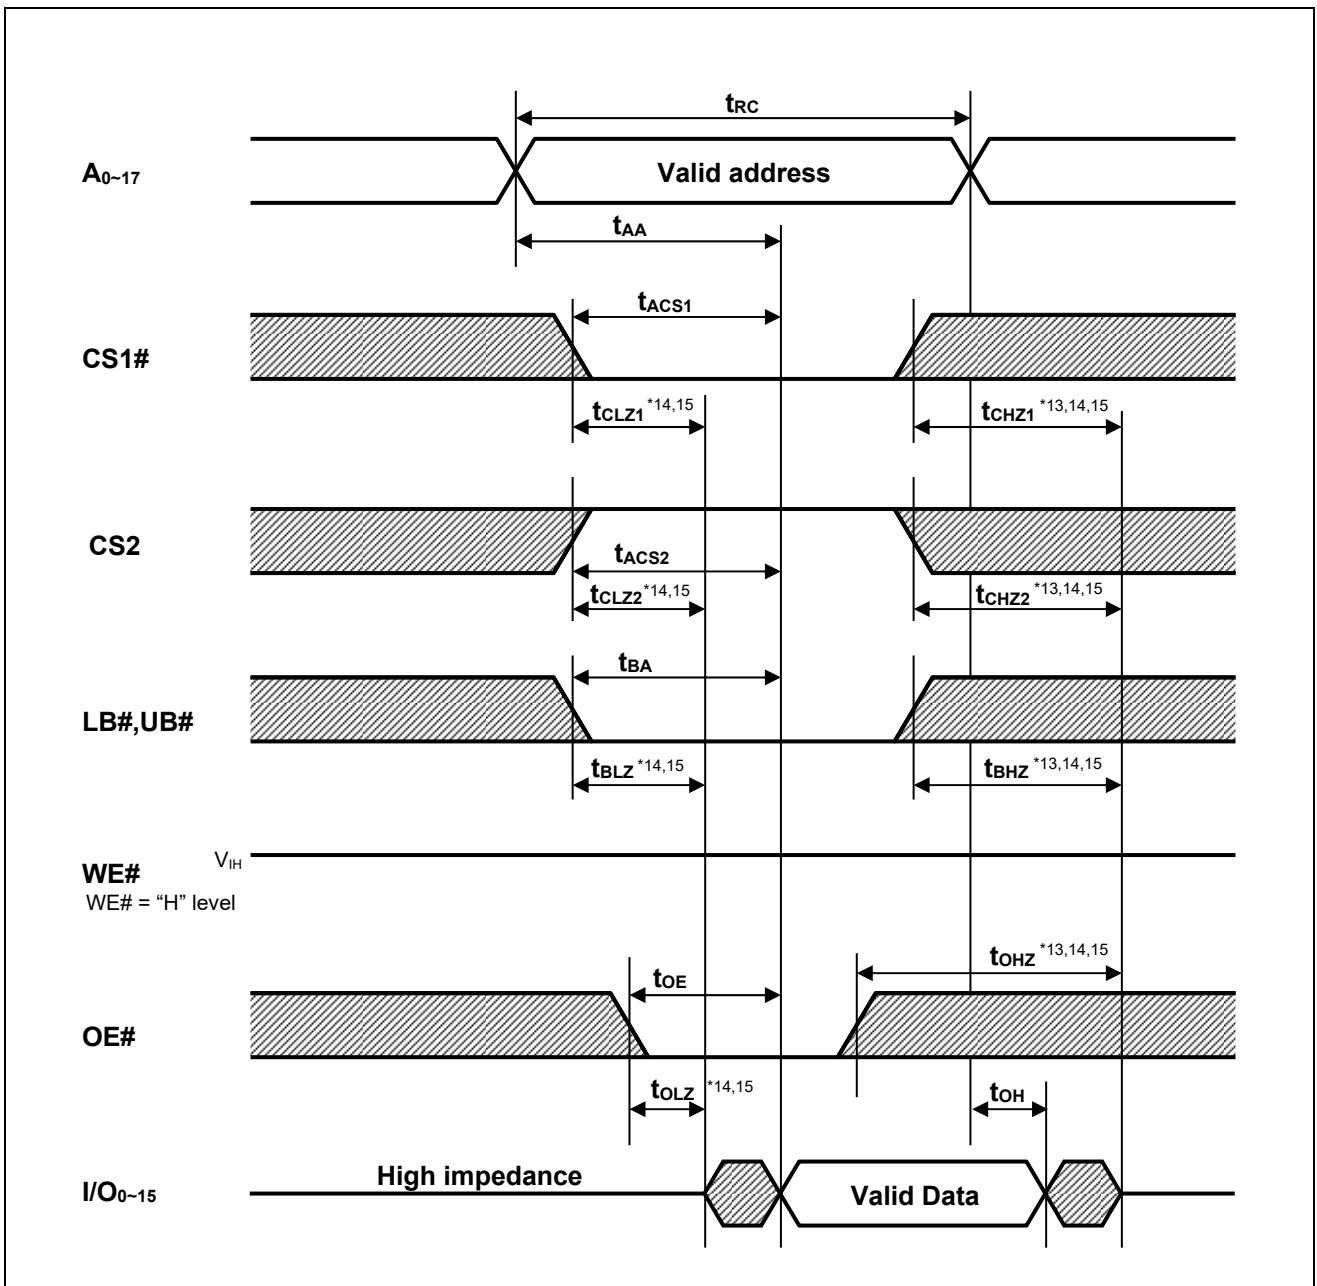 tRC
A0~17
Valid address
tAA
tACS1
CS1#
tCLZ1 *14,15
tCHZ1 *13,14,15
CS2
tACS2
tCLZ2 *14,15
tCHZ2 *13,14,15
tBA
LB#,UB#
tBLZ *14,15
tBHZ *13,14,15
VIH
WE#
WE# = “H” level
tOHZ *13,14,15
tOE
OE#
tOLZ *14,15
tOH
High impedance
I/O0~15
Valid Data